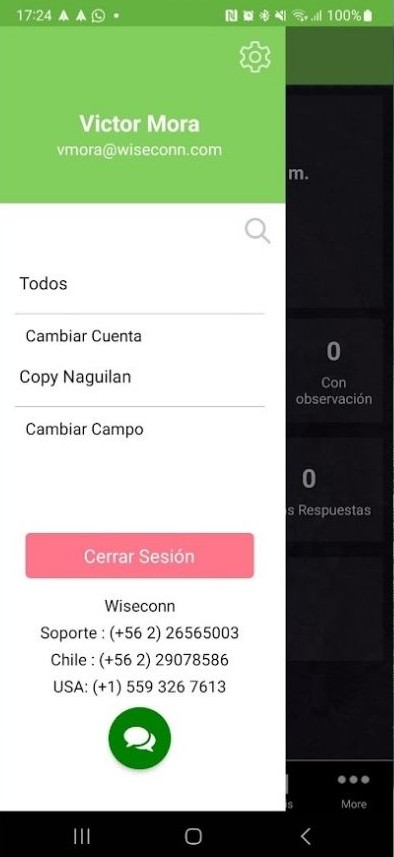 17:24
100%
Victor Mora
vmora@wiseconn.com
m.
Todos
Cambiar Cuenta
0
Copy Naguilan
Con
observación
Cambiar Campo
0
s Respuestas
Cerrar Sesión
Wiseconn
Soporte : (+56 2) 26565003
Chile : (+56 2) 29078586
USA: (+1) 559 326 7613
s
More